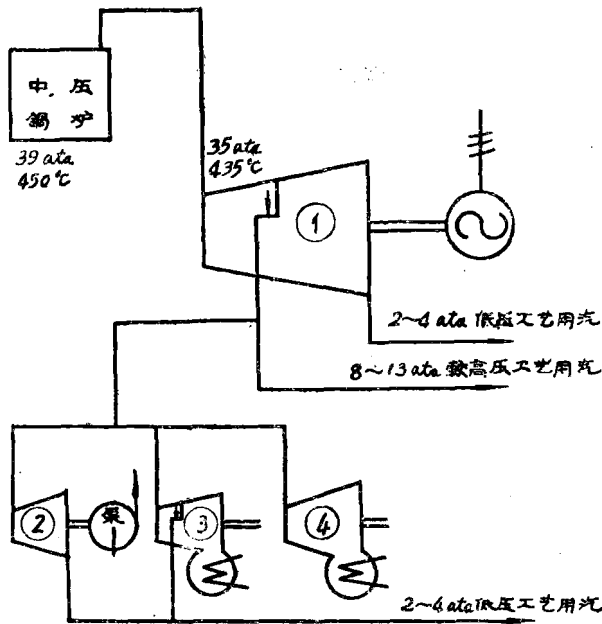 中.压
锅炉
39 ata
450℃
35 ata
435℃
①
2~4 ata 低压工艺用汽
8~13 ata 较高压工艺用汽
②
泵
③
④
2~4 ata 低压工艺用汽